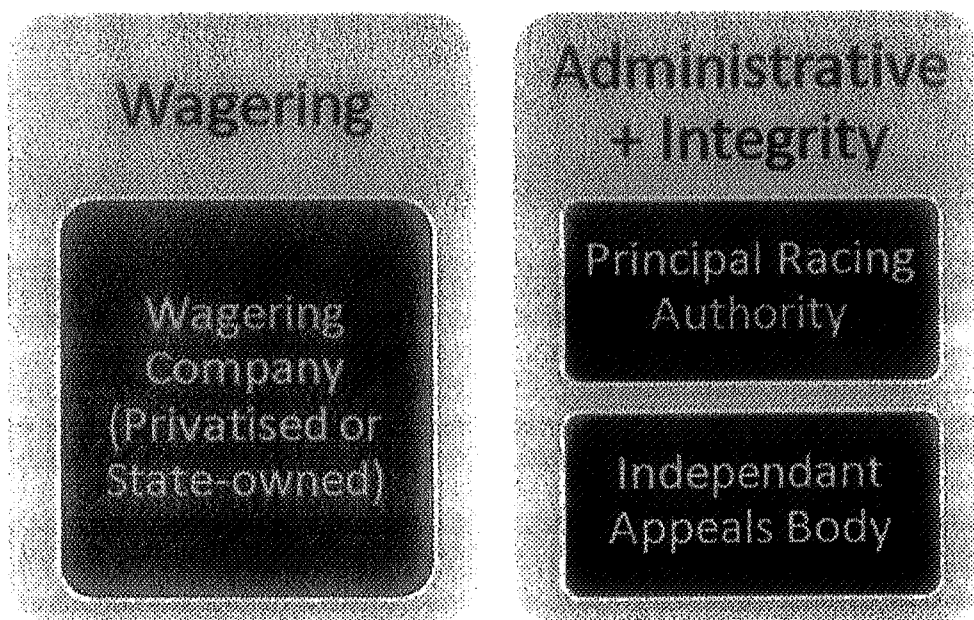 Wagering
Wagering
Company
(Privatised or
State-owned)
Administrative
+ Integrity
Principal Racing
Authority
Independant
Appeals Body